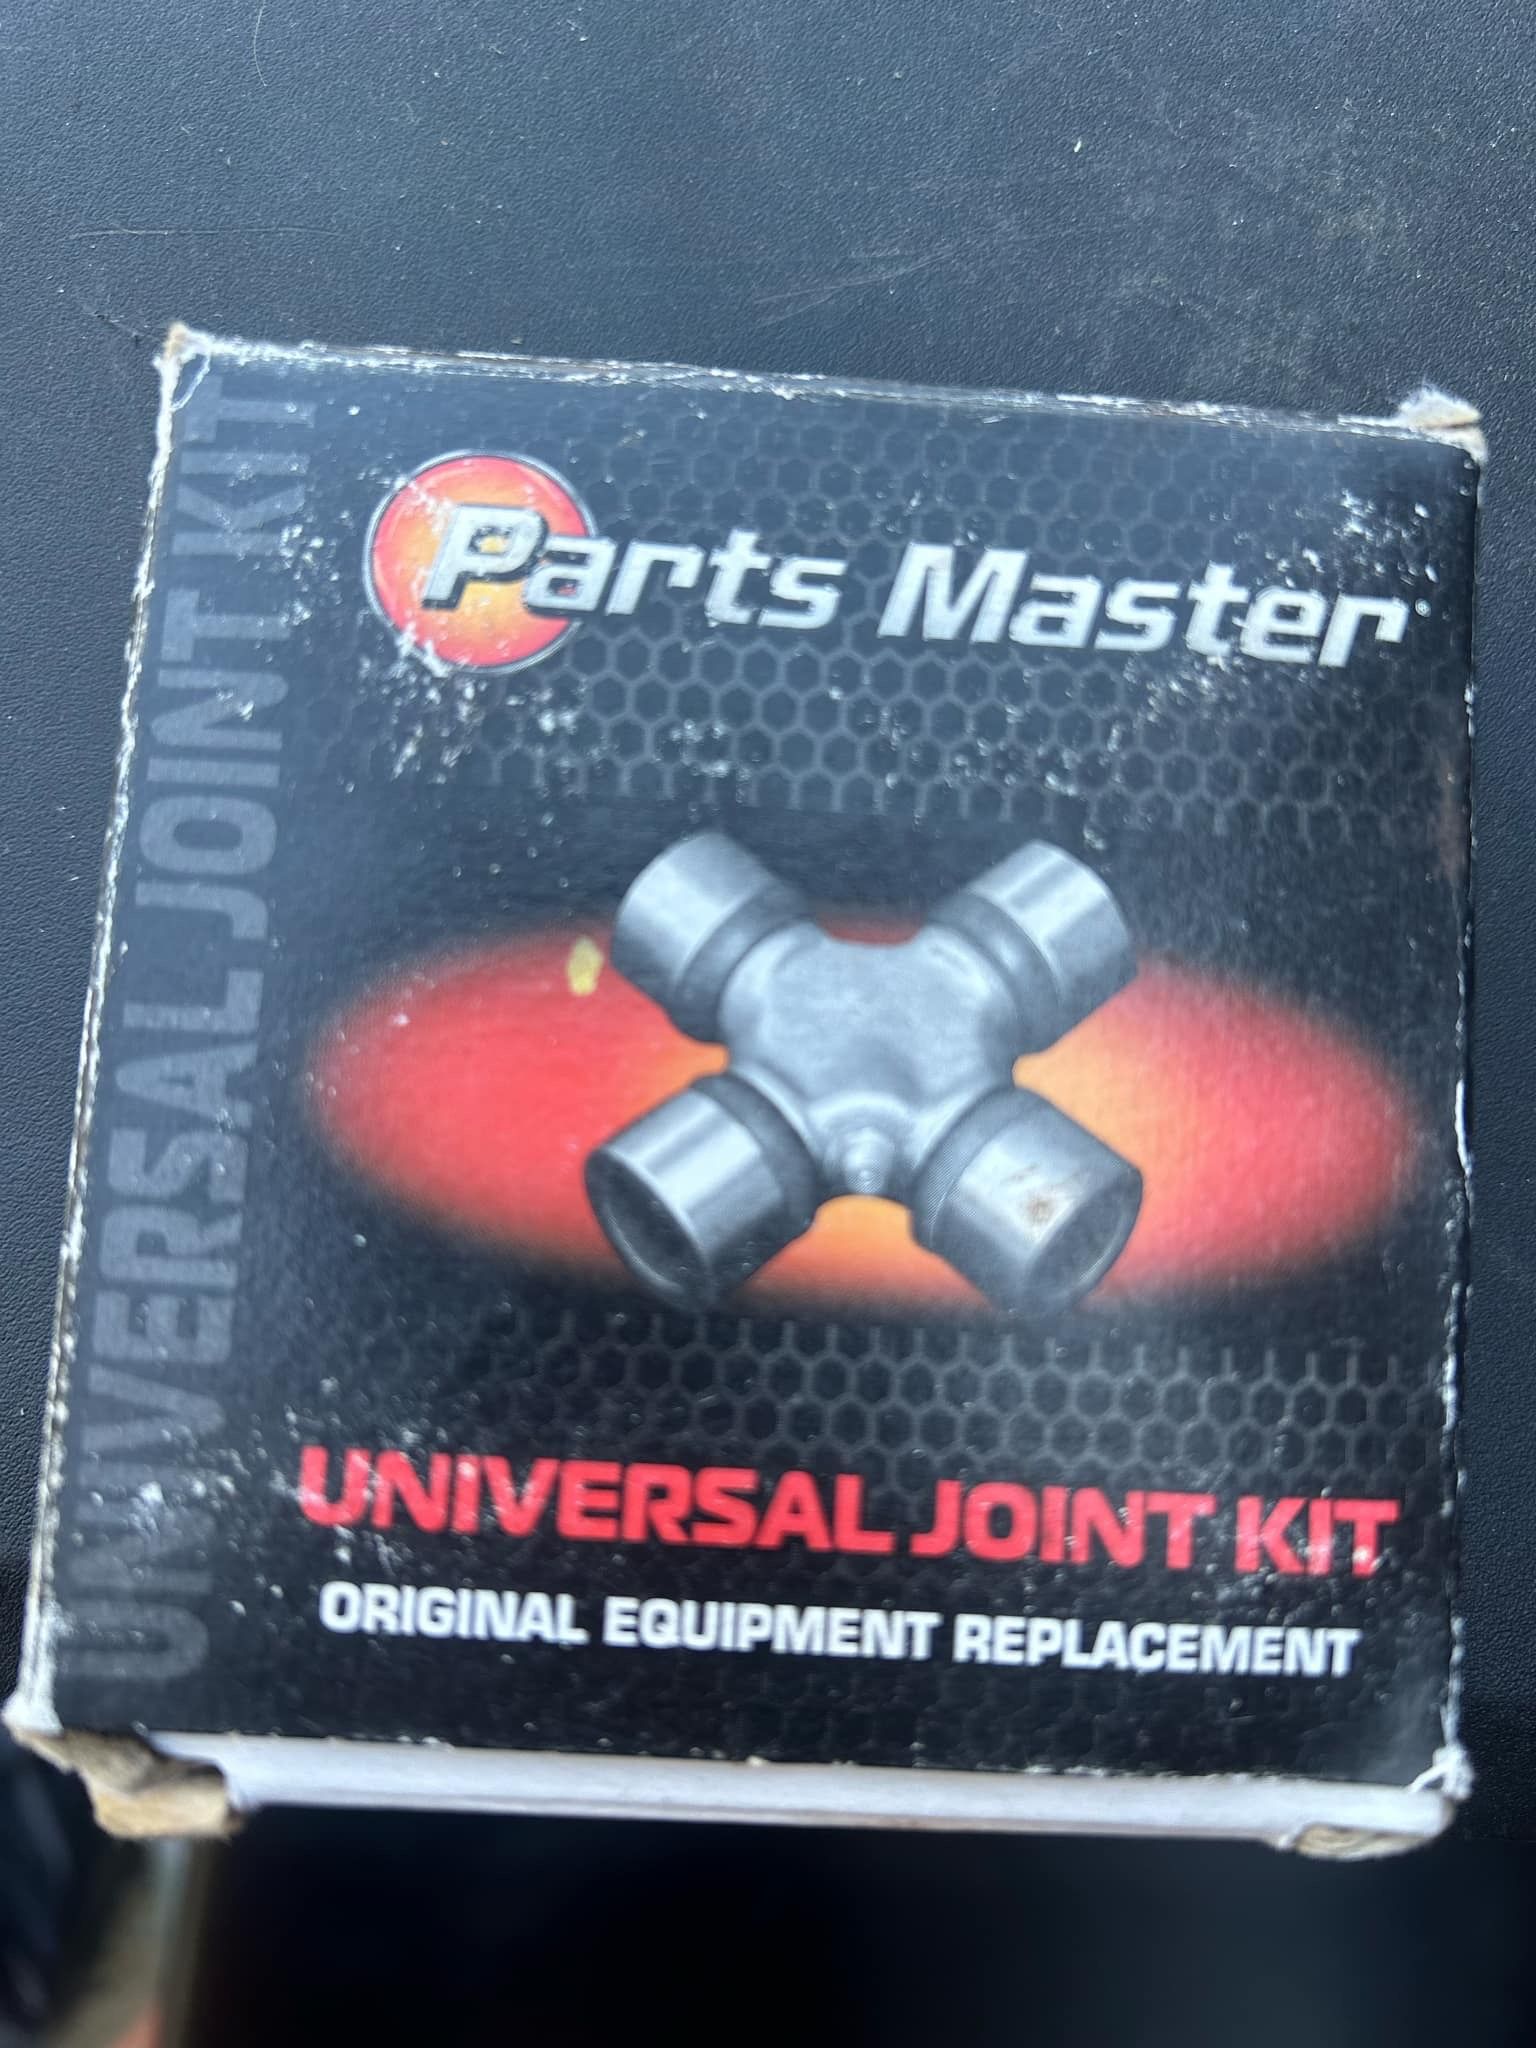 UNIVERSAL JOINT KIT
Parts Master®
UNIVERSAL JOINT KIT
ORIGINAL EQUIPMENT REPLACEMENT